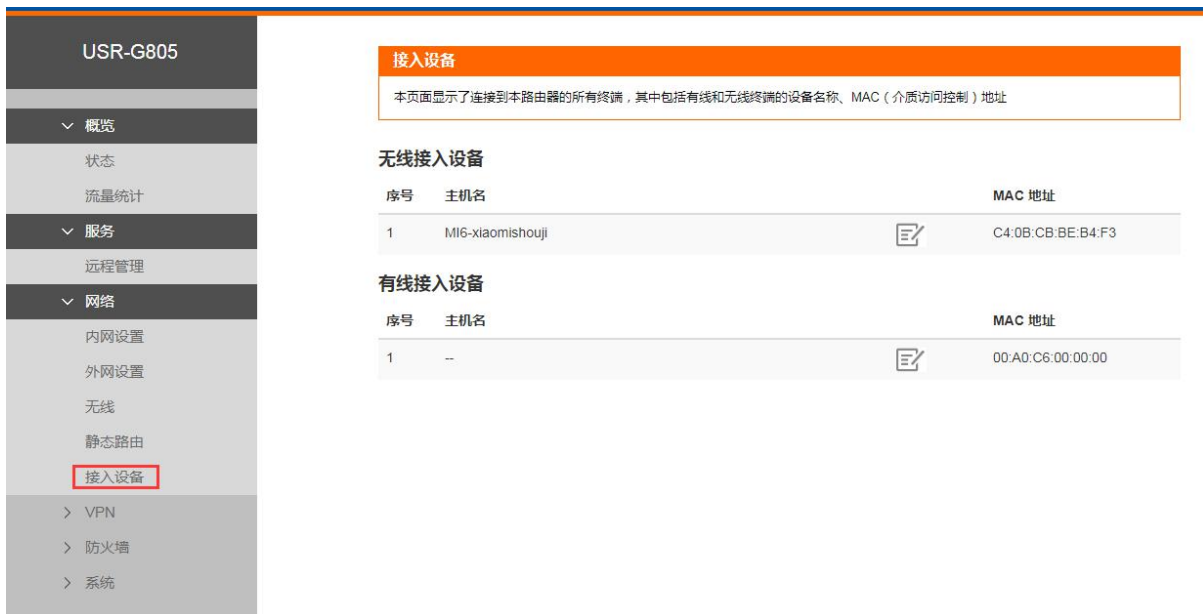 USR-G805
概览
状态
流量统计
服务
远程管理
网络
内网设置
外网设置
无线
静态路由
接入设备
VPN
防火墙
系统
接入设备
本页面显示了连接到本路由器的所有终端，其中包括有线和无线终端的设备名称、MAC（介质访问控制）地址
无线接入设备
序号 主机名 MAC 地址
1 MI6-xiaomishouji C4:0B:CB:BE:B4:F3
有线接入设备
序号 主机名 MAC 地址
1 -- 00:A0:C6:00:00:00